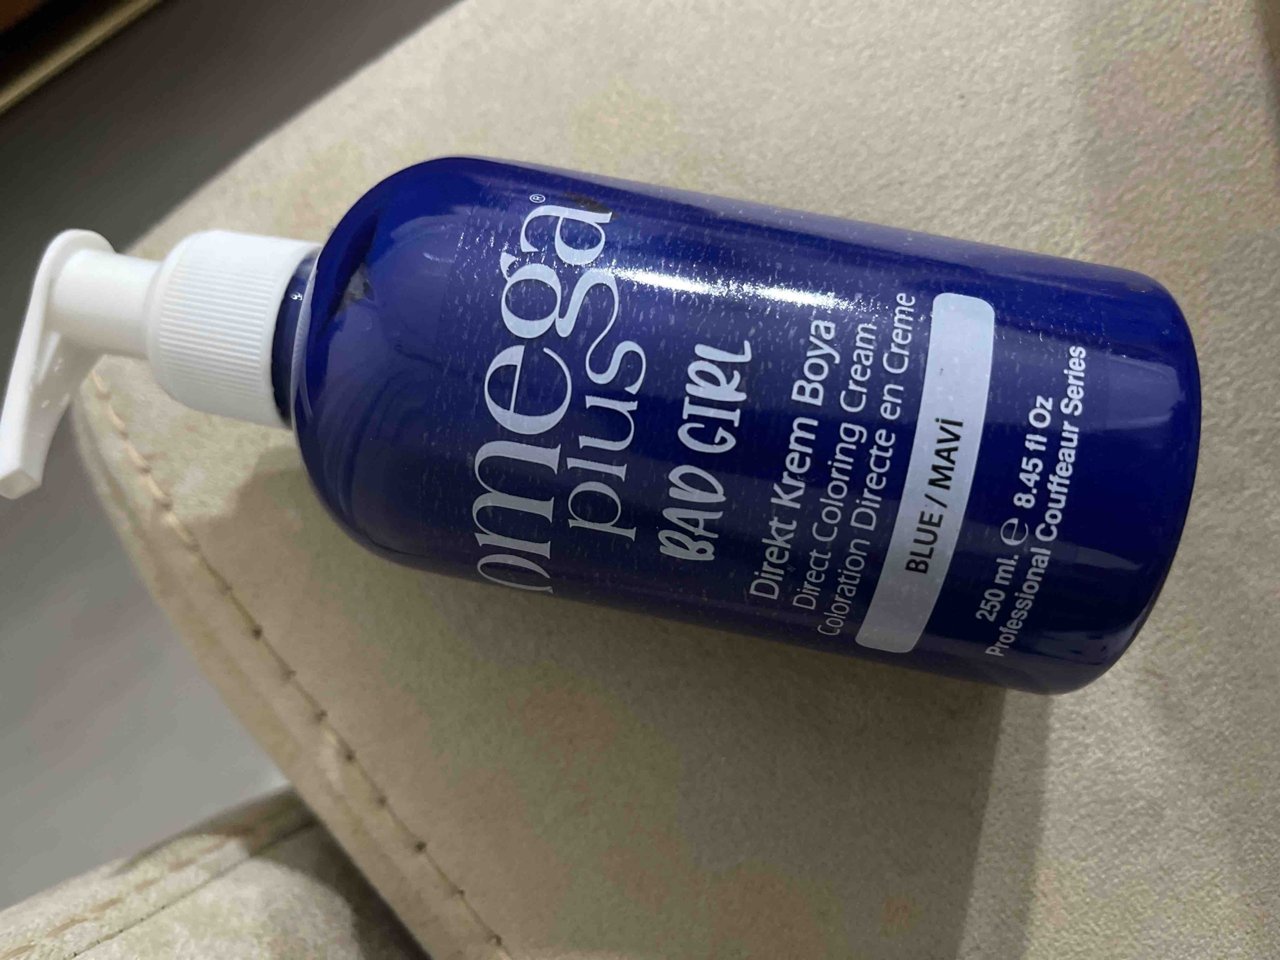 omega®
plus
BAD GIRL
Direkt Krem Boya
Direct Coloring Cream
Coloration Directe en Creme
BLUE / MAVİ
250 ml. ℮ 8.45 fl Oz
Professional Couffeaur Series